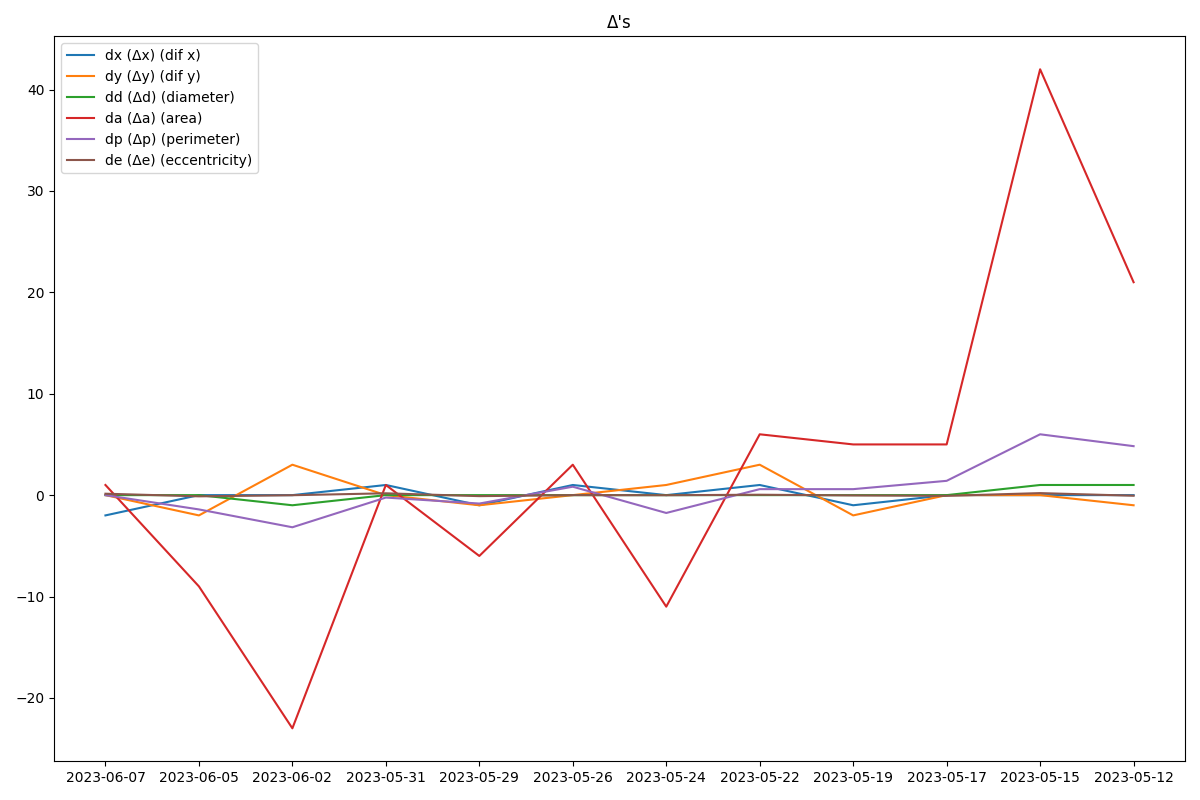 Δ's
dx (Δx) (dif x)
dy (Δy) (dif y)
dd (Δd) (diameter)
da (Δa) (area)
dp (Δp) (perimeter)
de (Δe) (eccentricity)
40
30
20
10
0
−10
−20
2023-06-07 2023-06-05 2023-06-02 2023-05-31 2023-05-29 2023-05-26 2023-05-24 2023-05-22 2023-05-19 2023-05-17 2023-05-15 2023-05-12